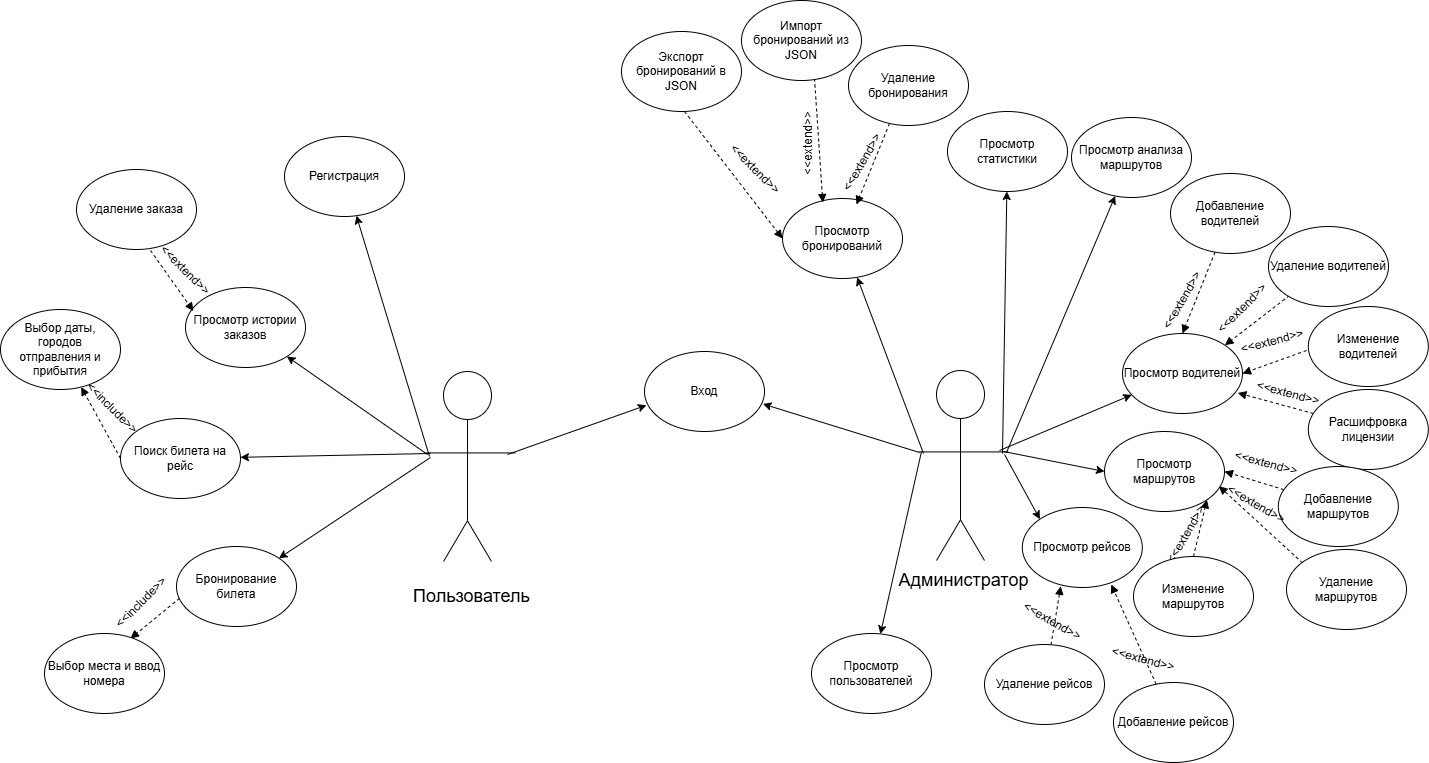 Импорт
бронирований из
JSON
Экспорт
бронирований в
JSON
Удаление
бронирования
<<extend>>
<<extend>>
<<extend>>
Просмотр
бронирований
Просмотр
статистики
Просмотр анализа
маршрутов
Регистрация
Удаление заказа
<<extend>>
Просмотр истории
заказов
Выбор даты,
городов
отправления и
прибытия
<<include>>
Поиск билета на
рейс
Бронирование
билета
<<include>>
Выбор места и ввод
номера
Пользователь
Вход
Администратор
Добавление
водителей
Удаление водителей
Изменение
водителей
Расшифровка
лицензии
<<extend>>
<<extend>>
<<extend>>
<<extend>>
Просмотр водителей
Просмотр
маршрутов
<<extend>>
<<extend>>
<<extend>>
Добавление
маршрутов
Удаление
маршрутов
Изменение
маршрутов
Просмотр рейсов
<<extend>>
<<extend>>
Удаление рейсов
Добавление рейсов
Просмотр
пользователей